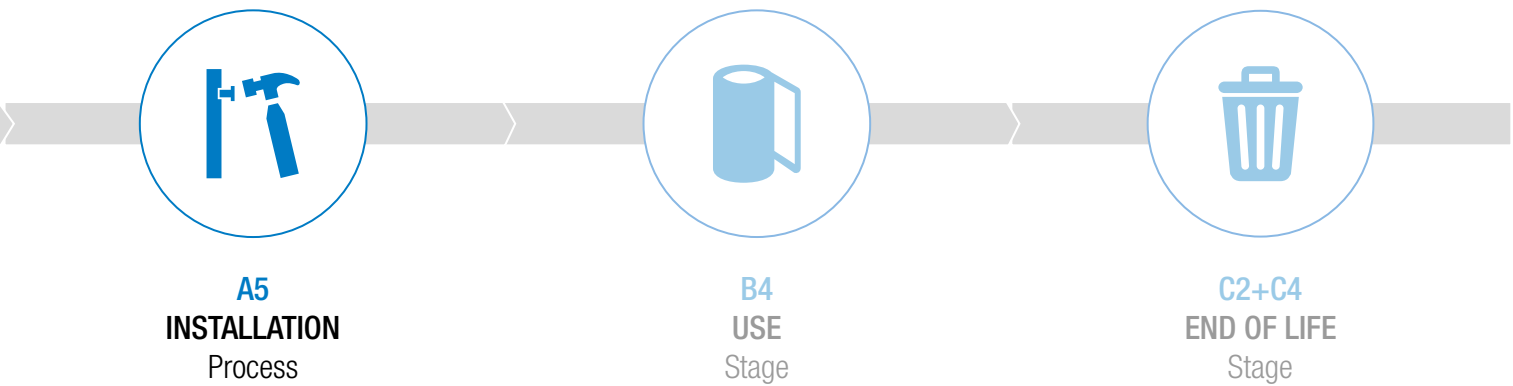 A5
INSTALLATION
Process
B4
USE
Stage
C2+C4
END OF LIFE
Stage